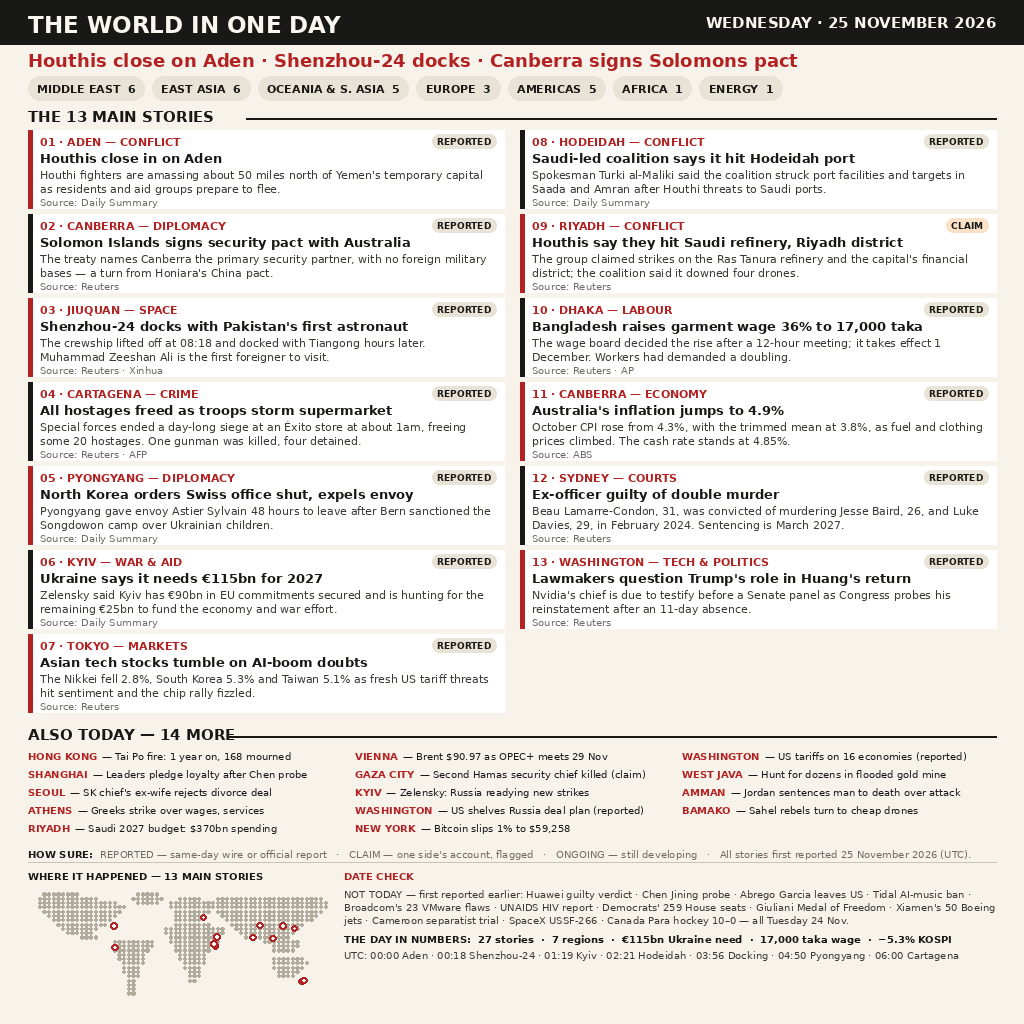 THE WORLD IN ONE DAY
WEDNESDAY · 25 NOVEMBER 2026
Houthis close on Aden · Shenzhou-24 docks · Canberra signs Solomons pact
MIDDLE EAST 6
EAST ASIA 6
OCEANIA & S. ASIA 5
EUROPE 3
AMERICAS 5
AFRICA 1
ENERGY 1
THE 13 MAIN STORIES
01 · ADEN — CONFLICT
REPORTED
Houthis close in on Aden
Houthi fighters are amassing about 50 miles north of Yemen's temporary capital
as residents and aid groups prepare to flee.
Source: Daily Summary
02 · CANBERRA — DIPLOMACY
REPORTED
Solomon Islands signs security pact with Australia
The treaty names Canberra the primary security partner, with no foreign military
bases — a turn from Honiara's China pact.
Source: Reuters
03 · JIUQUAN — SPACE
REPORTED
Shenzhou-24 docks with Pakistan's first astronaut
The crewship lifted off at 08:18 and docked with Tiangong hours later.
Muhammad Zeeshan Ali is the first foreigner to visit.
Source: Reuters · Xinhua
04 · CARTAGENA — CRIME
REPORTED
All hostages freed as troops storm supermarket
Special forces ended a day-long siege at an Éxito store at about 1am, freeing
some 20 hostages. One gunman was killed, four detained.
Source: Reuters · AFP
05 · PYONGYANG — DIPLOMACY
REPORTED
North Korea orders Swiss office shut, expels envoy
Pyongyang gave envoy Astier Sylvain 48 hours to leave after Bern sanctioned the
Songdowon camp over Ukrainian children.
Source: Daily Summary
06 · KYIV — WAR & AID
REPORTED
Ukraine says it needs €115bn for 2027
Zelensky said Kyiv has €90bn in EU commitments secured and is hunting for the
remaining €25bn to fund the economy and war effort.
Source: Daily Summary
07 · TOKYO — MARKETS
REPORTED
Asian tech stocks tumble on AI-boom doubts
The Nikkei fell 2.8%, South Korea 5.3% and Taiwan 5.1% as fresh US tariff threats
hit sentiment and the chip rally fizzled.
Source: Reuters
08 · HODEIDAH — CONFLICT
REPORTED
Saudi-led coalition says it hit Hodeidah port
Spokesman Turki al-Maliki said the coalition struck port facilities and targets in
Saada and Amran after Houthi threats to Saudi ports.
Source: Daily Summary
09 · RIYADH — CONFLICT
CLAIM
Houthis say they hit Saudi refinery, Riyadh district
The group claimed strikes on the Ras Tanura refinery and the capital's financial
district; the coalition said it downed four drones.
Source: Reuters
10 · DHAKA — LABOUR
REPORTED
Bangladesh raises garment wage 36% to 17,000 taka
The wage board decided the rise after a 12-hour meeting; it takes effect 1
December. Workers had demanded a doubling.
Source: Reuters · AP
11 · CANBERRA — ECONOMY
REPORTED
Australia's inflation jumps to 4.9%
October CPI rose from 4.3%, with the trimmed mean at 3.8%, as fuel and clothing
prices climbed. The cash rate stands at 4.85%.
Source: ABS
12 · SYDNEY — COURTS
REPORTED
Ex-officer guilty of double murder
Beau Lamarre-Condon, 31, was convicted of murdering Jesse Baird, 26, and Luke
Davies, 29, in February 2024. Sentencing is March 2027.
Source: Reuters
13 · WASHINGTON — TECH & POLITICS
REPORTED
Lawmakers question Trump's role in Huang's return
Nvidia's chief is due to testify before a Senate panel as Congress probes his
reinstatement after an 11-day absence.
Source: Reuters
ALSO TODAY — 14 MORE
HONG KONG — Tai Po fire: 1 year on, 168 mourned
SHANGHAI — Leaders pledge loyalty after Chen probe
SEOUL — SK chief's ex-wife rejects divorce deal
ATHENS — Greeks strike over wages, services
RIYADH — Saudi 2027 budget: $370bn spending
VIENNA — Brent $90.97 as OPEC+ meets 29 Nov
GAZA CITY — Second Hamas security chief killed (claim)
KYIV — Zelensky: Russia readying new strikes
WASHINGTON — US shelves Russia deal plan (reported)
NEW YORK — Bitcoin slips 1% to $59,258
WASHINGTON — US tariffs on 16 economies (reported)
WEST JAVA — Hunt for dozens in flooded gold mine
AMMAN — Jordan sentences man to death over attack
BAMAKO — Sahel rebels turn to cheap drones
HOW SURE: REPORTED — same-day wire or official report · CLAIM — one side's account, flagged · ONGOING — still developing · All stories first reported 25 November 2026 (UTC).
WHERE IT HAPPENED — 13 MAIN STORIES
DATE CHECK
NOT TODAY — first reported earlier: Huawei guilty verdict · Chen Jining probe · Abrego Garcia leaves US · Tidal AI-music ban ·
Broadcom's 23 VMware flaws · UNAIDS HIV report · Democrats' 259 House seats · Giuliani Medal of Freedom · Xiamen's 50 Boeing
jets · Cameroon separatist trial · SpaceX USSF-266 · Canada Para hockey 10–0 — all Tuesday 24 Nov.
THE DAY IN NUMBERS: 27 stories · 7 regions · €115bn Ukraine need · 17,000 taka wage · −5.3% KOSPI
UTC: 00:00 Aden · 00:18 Shenzhou-24 · 01:19 Kyiv · 02:21 Hodeidah · 03:56 Docking · 04:50 Pyongyang · 06:00 Cartagena